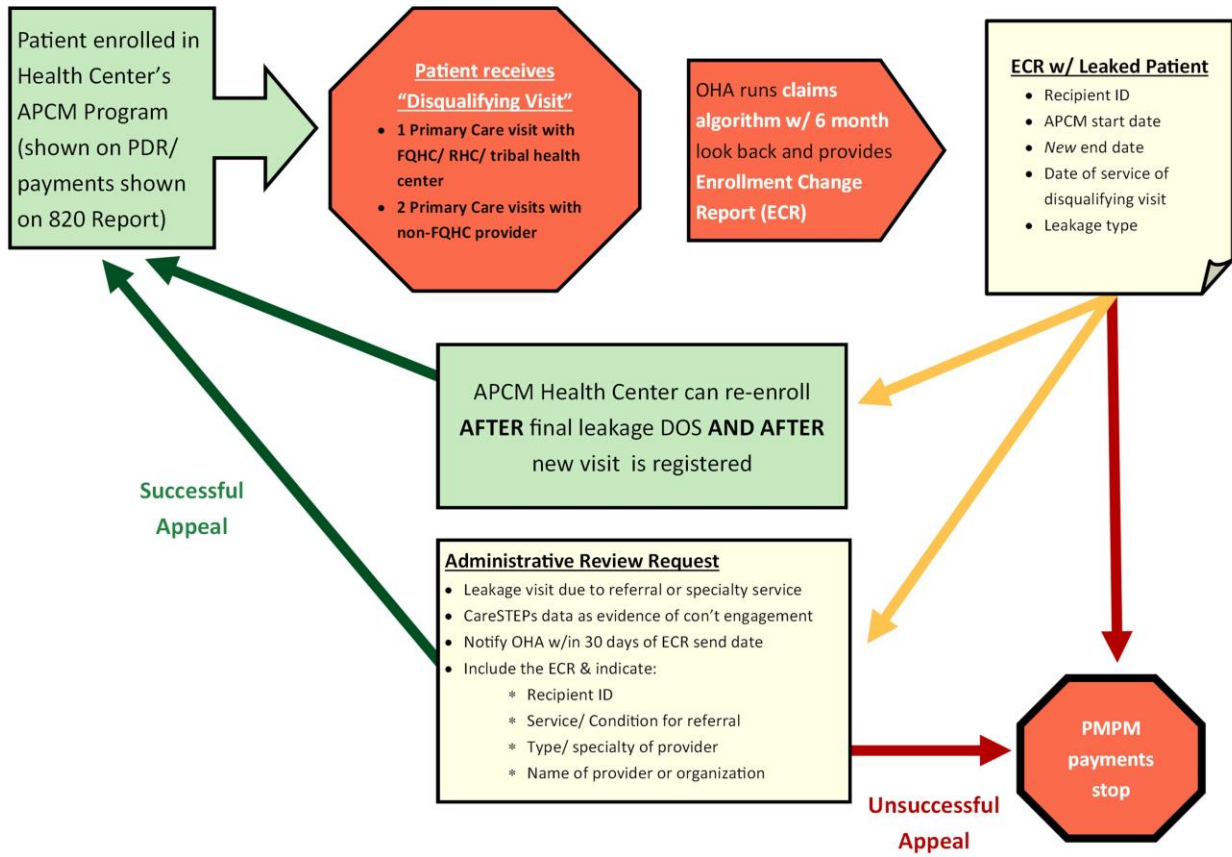 Patient enrolled in
Health Center's
APCM Program
(shown on PDR/
payments shown
on 820 Report)
Patient receives
"Disqualifying Visit"
• 1 Primary Care visit with
FQHC/ RHC/ tribal health
center
• 2 Primary Care visits with
non-FQHC provider
OHA runs claims
algorithm w/ 6 month
look back and provides
Enrollment Change
Report (ECR)
ECR w/ Leaked Patient
• Recipient ID
• APCM start date
• New end date
• Date of service of
disqualifying visit
• Leakage type
APCM Health Center can re-enroll
AFTER final leakage DOS AND AFTER
new visit is registered
Successful
Appeal
Administrative Review Request
• Leakage visit due to referral or specialty service
• CareSTEPs data as evidence of con't engagement
• Notify OHA w/in 30 days of ECR send date
• Include the ECR & indicate:
* Recipient ID
* Service/ Condition for referral
* Type/ specialty of provider
* Name of provider or organization
PMPM
payments
stop
Unsuccessful
Appeal